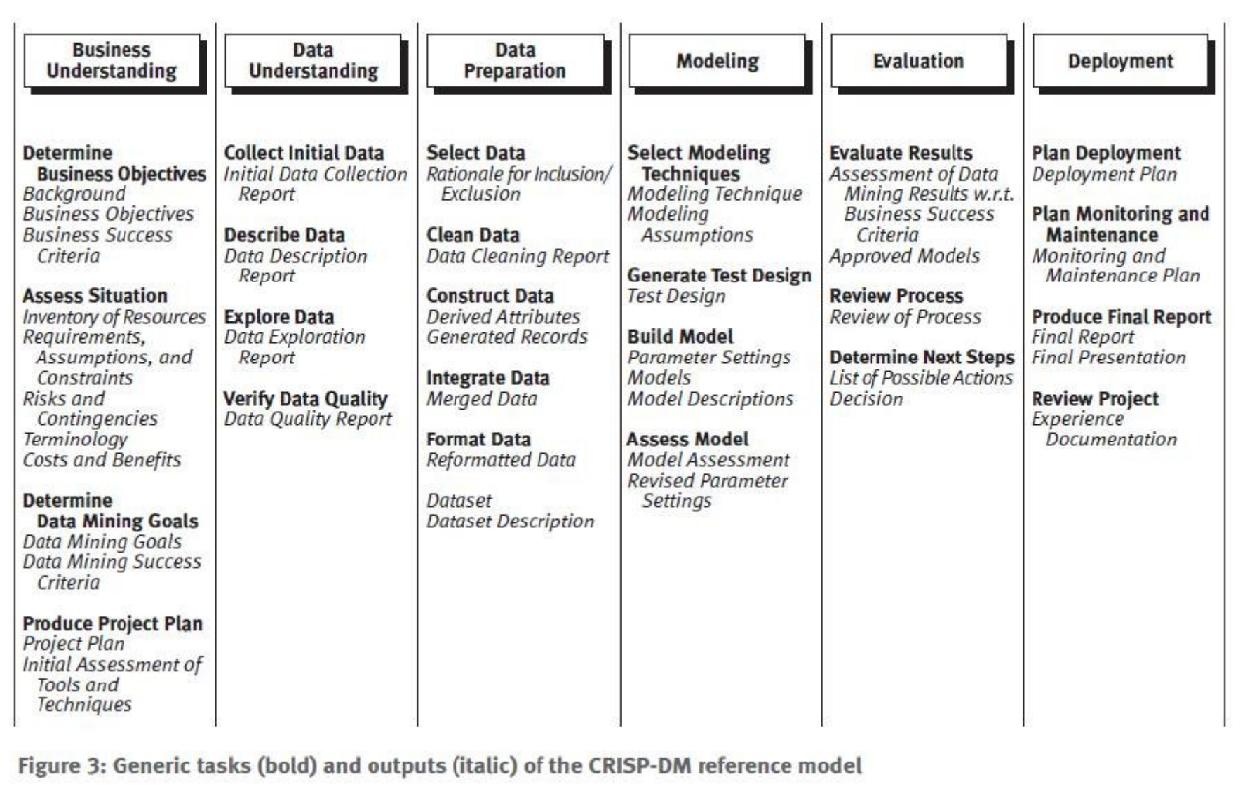 Business
Understanding
Determine
Business Objectives
Background
Business Objectives
Business Success
Criteria
Assess Situation
Inventory of Resources
Requirements,
Assumptions, and
Constraints
Risks and
Contingencies
Terminology
Costs and Benefits
Determine
Data Mining Goals
Data Mining Goals
Data Mining Success
Criteria
Produce Project Plan
Project Plan
Initial Assessment of
Tools and
Techniques
Data
Understanding
Collect Initial Data
Initial Data Collection
Report
Describe Data
Data Description
Report
Explore Data
Data Exploration
Report
Verify Data Quality
Data Quality Report
Data
Preparation
Select Data
Rationale for Inclusion/
Exclusion
Clean Data
Data Cleaning Report
Construct Data
Derived Attributes
Generated Records
Integrate Data
Merged Data
Format Data
Reformatted Data
Dataset
Dataset Description
Modeling
Select Modeling
Techniques
Modeling Technique
Modeling
Assumptions
Generate Test Design
Test Design
Build Model
Parameter Settings
Models
Model Descriptions
Assess Model
Model Assessment
Revised Parameter
Settings
Evaluation
Evaluate Results
Assessment of Data
Mining Results w.r.t.
Business Success
Criteria
Approved Models
Review Process
Review of Process
Determine Next Steps
List of Possible Actions
Decision
Deployment
Plan Deployment
Deployment Plan
Plan Monitoring and
Maintenance
Monitoring and
Maintenance Plan
Produce Final Report
Final Report
Final Presentation
Review Project
Experience
Documentation
Figure 3: Generic tasks (bold) and outputs (italic) of the CRISP-DM reference model